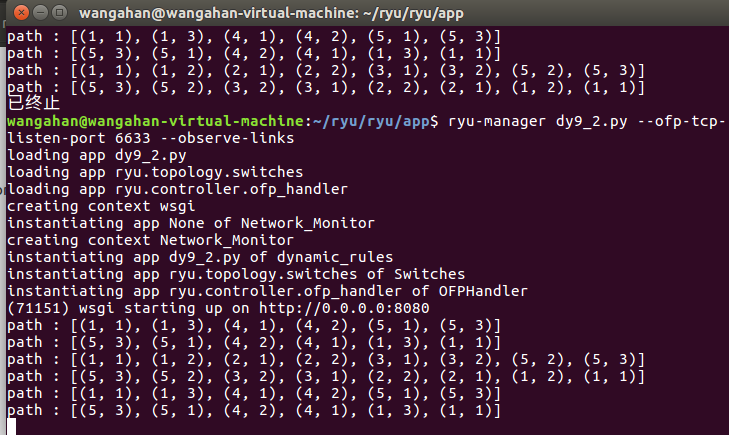 wangahan@wangahan-virtual-machine: ~/ryu/ryu/app
path : [(1, 1), (1, 3), (4, 1), (4, 2), (5, 1), (5, 3)]
path : [(5, 3), (5, 1), (4, 2), (4, 1), (1, 3), (1, 1)]
path : [(1, 1), (1, 2), (2, 1), (2, 2), (3, 1), (3, 2), (5, 2), (5, 3)]
path : [(5, 3), (5, 2), (3, 2), (3, 1), (2, 2), (2, 1), (1, 2), (1, 1)]
已终止
wangahan@wangahan-virtual-machine:~/ryu/ryu/app$ ryu-manager dy9_2.py --ofp-tcp-
listen-port 6633 --observe-links
loading app dy9_2.py
loading app ryu.topology.switches
loading app ryu.controller.ofp_handler
creating context wsgi
instantiating app None of Network_Monitor
creating context Network_Monitor
instantiating app dy9_2.py of dynamic_rules
instantiating app ryu.topology.switches of Switches
instantiating app ryu.controller.ofp_handler of OFPHandler
(71151) wsgi starting up on http://0.0.0.0:8080
path : [(1, 1), (1, 3), (4, 1), (4, 2), (5, 1), (5, 3)]
path : [(5, 3), (5, 1), (4, 2), (4, 1), (1, 3), (1, 1)]
path : [(1, 1), (1, 2), (2, 1), (2, 2), (3, 1), (3, 2), (5, 2), (5, 3)]
path : [(5, 3), (5, 2), (3, 2), (3, 1), (2, 2), (2, 1), (1, 2), (1, 1)]
path : [(1, 1), (1, 3), (4, 1), (4, 2), (5, 1), (5, 3)]
path : [(5, 3), (5, 1), (4, 2), (4, 1), (1, 3), (1, 1)]